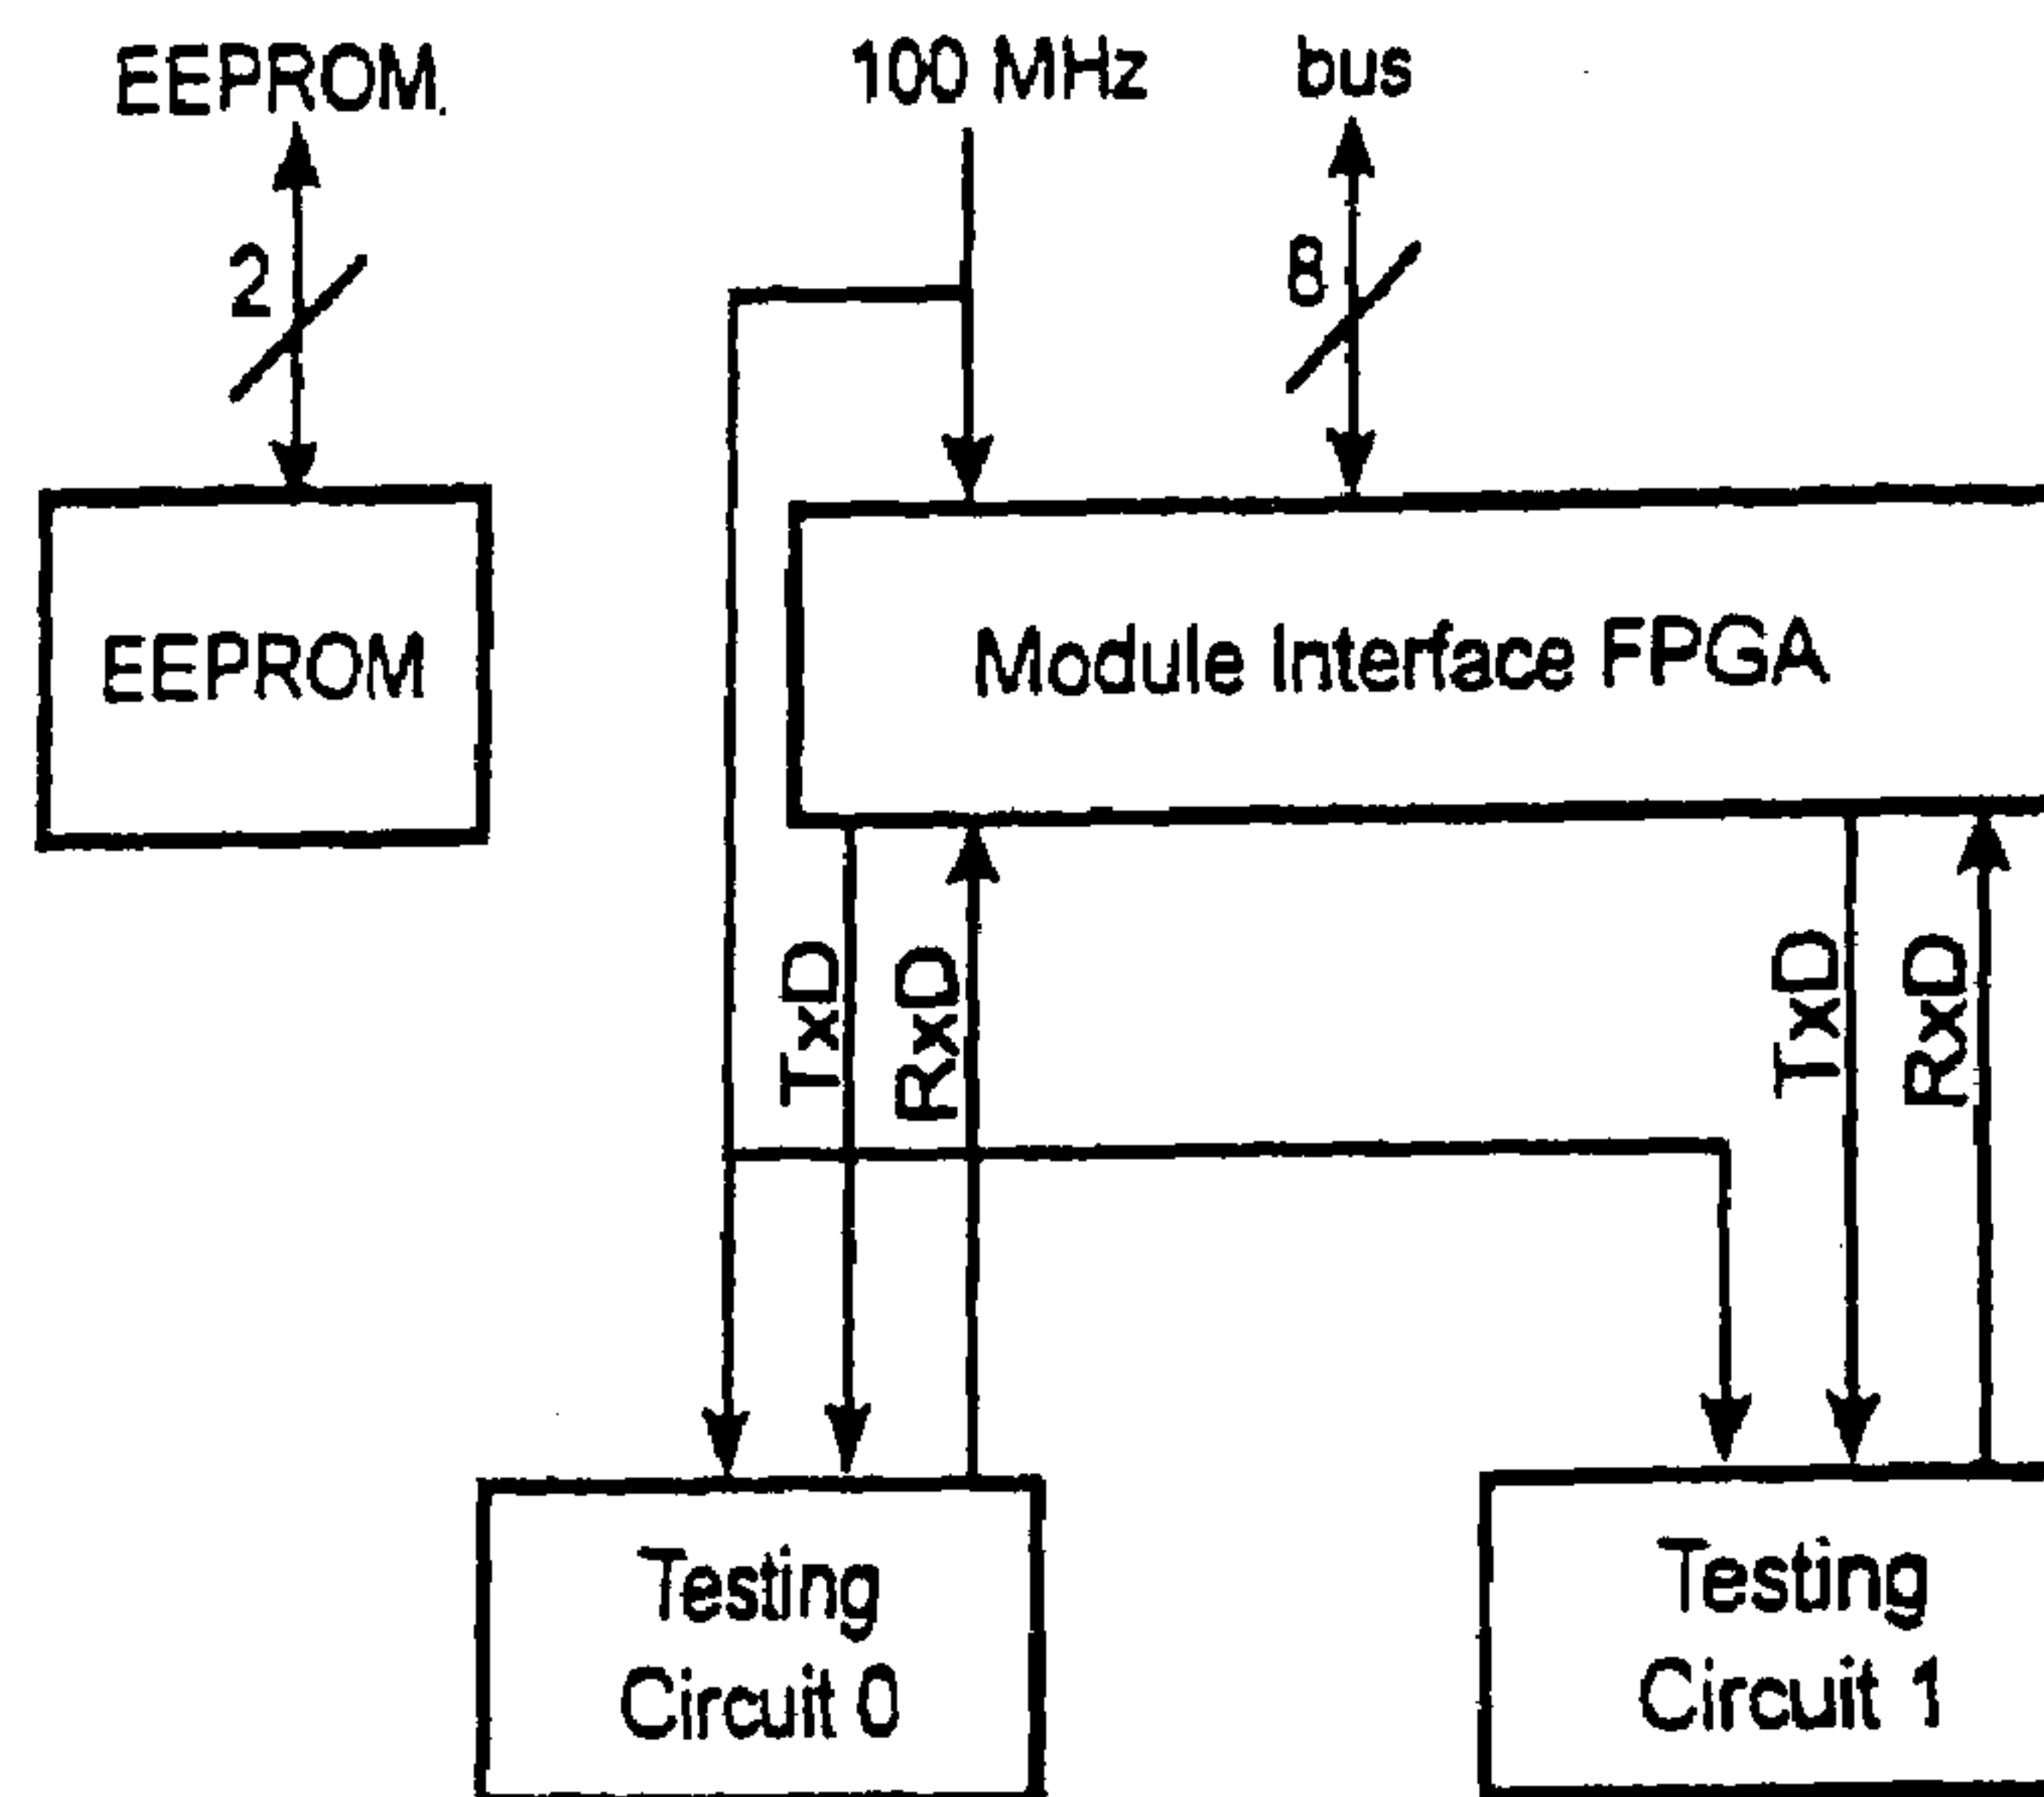 EEPROM.
100 MHz
bus
2
8
EEPROM
Module Interface FPGA
TxD
RxD
TxD
RxD
Testing
Circuit 0
Testing
Circuit 1